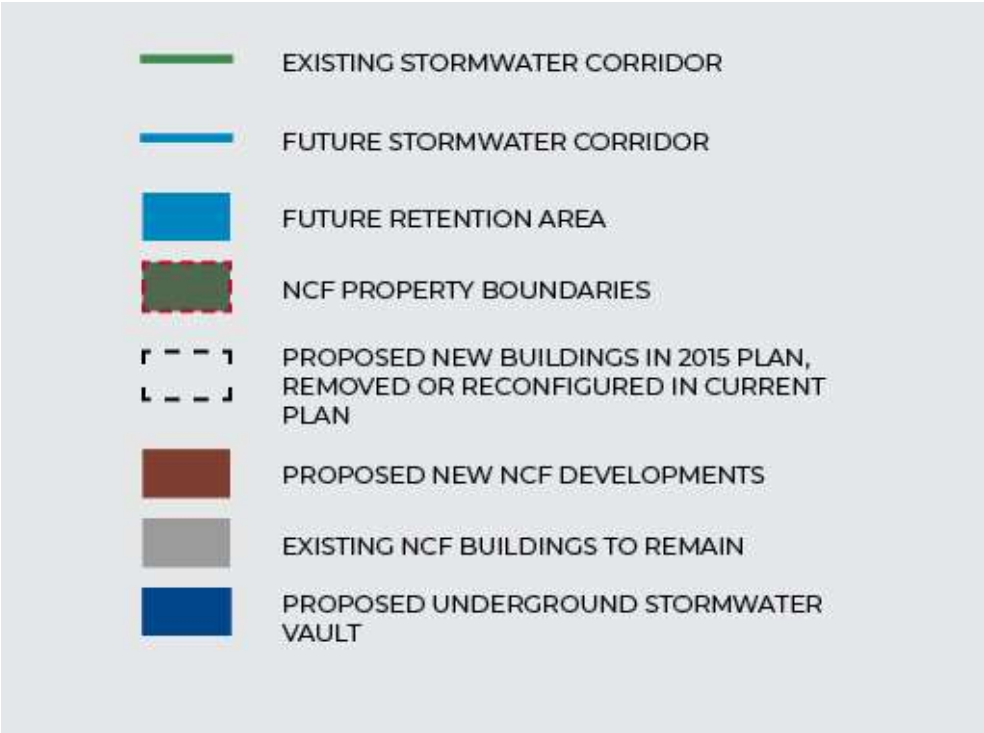 EXISTING STORMWATER CORRIDOR
FUTURE STORMWATER CORRIDOR
FUTURE RETENTION AREA
NCF PROPERTY BOUNDARIES
PROPOSED NEW BUILDINGS IN 2015 PLAN,
REMOVED OR RECONFIGURED IN CURRENT
PLAN
PROPOSED NEW NCF DEVELOPMENTS
EXISTING NCF BUILDINGS TO REMAIN
PROPOSED UNDERGROUND STORMWATER
VAULT